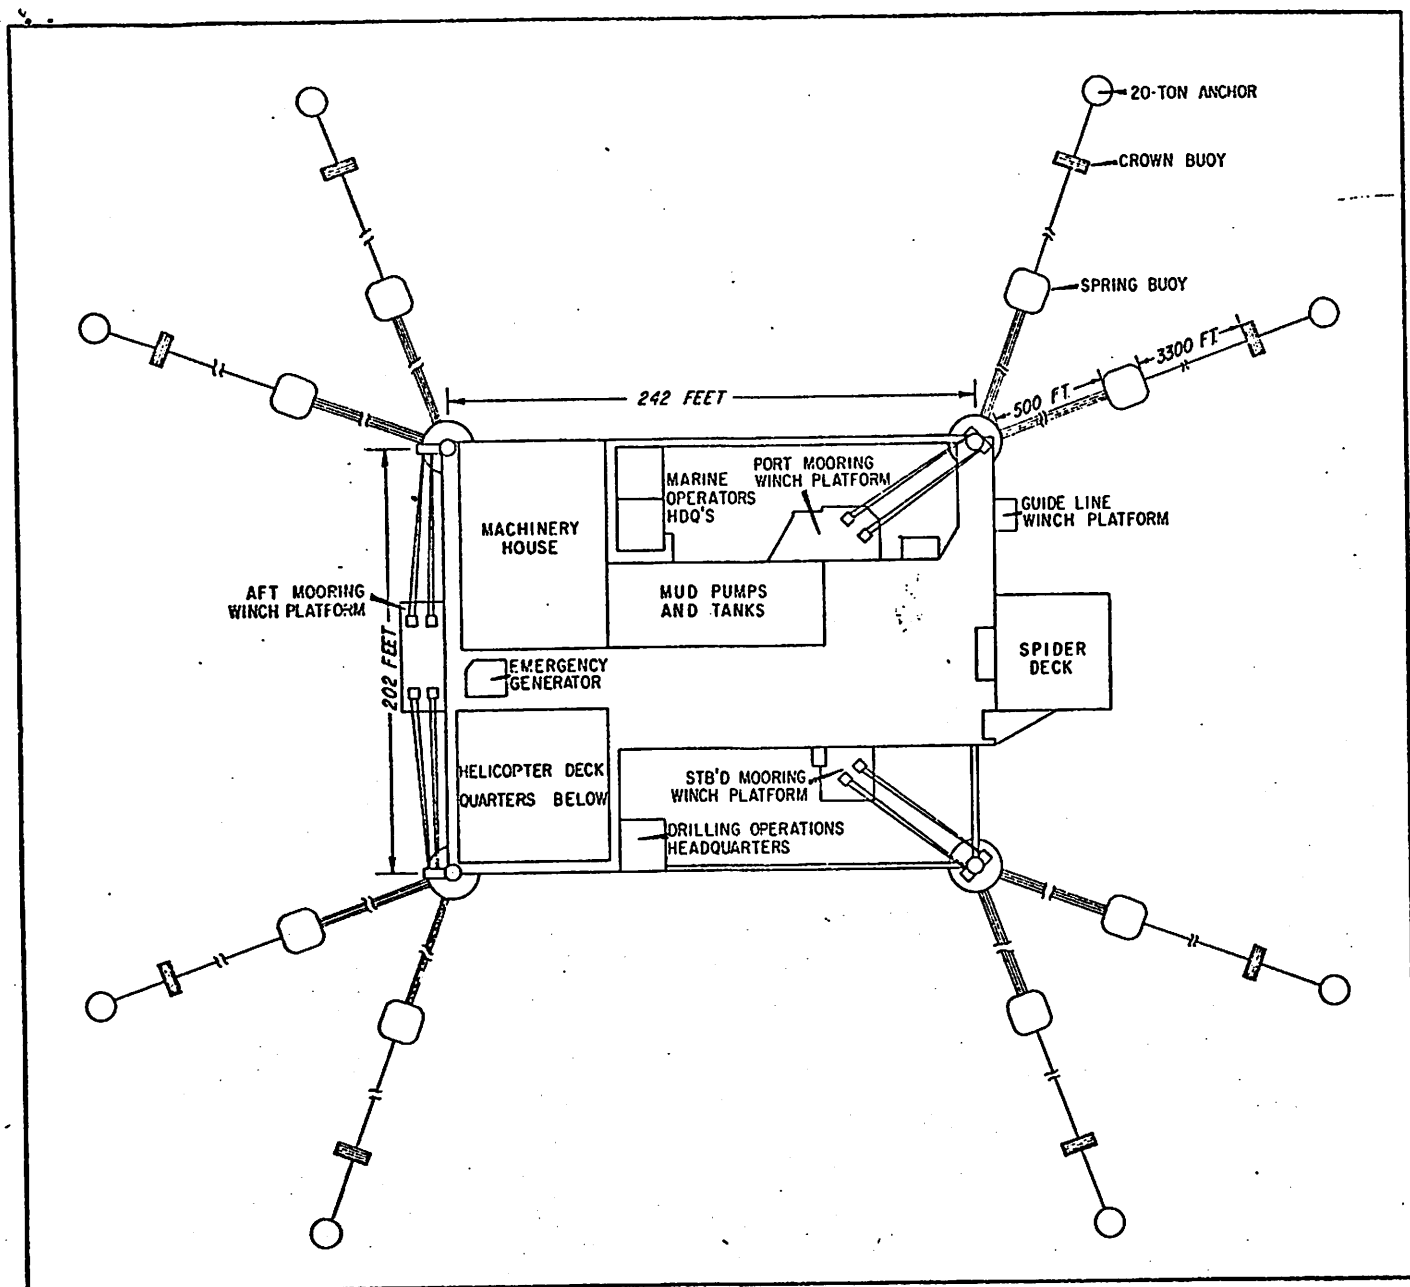 20-TON ANCHOR
CROWN BUOY
SPRING BUOY
3300 FT.
500 FT.
242 FEET
MARINE
OPERATORS
HDQ'S
PORT MOORING
WINCH PLATFORM
GUIDE LINE
WINCH PLATFORM
MACHINERY
HOUSE
AFT MOORING
WINCH PLATFORM
MUD PUMPS
AND TANKS
202 FEET
EMERGENCY
GENERATOR
SPIDER
DECK
HELICOPTER DECK
QUARTERS BELOW
STB'D MOORING
WINCH PLATFORM
DRILLING OPERATIONS
HEADQUARTERS